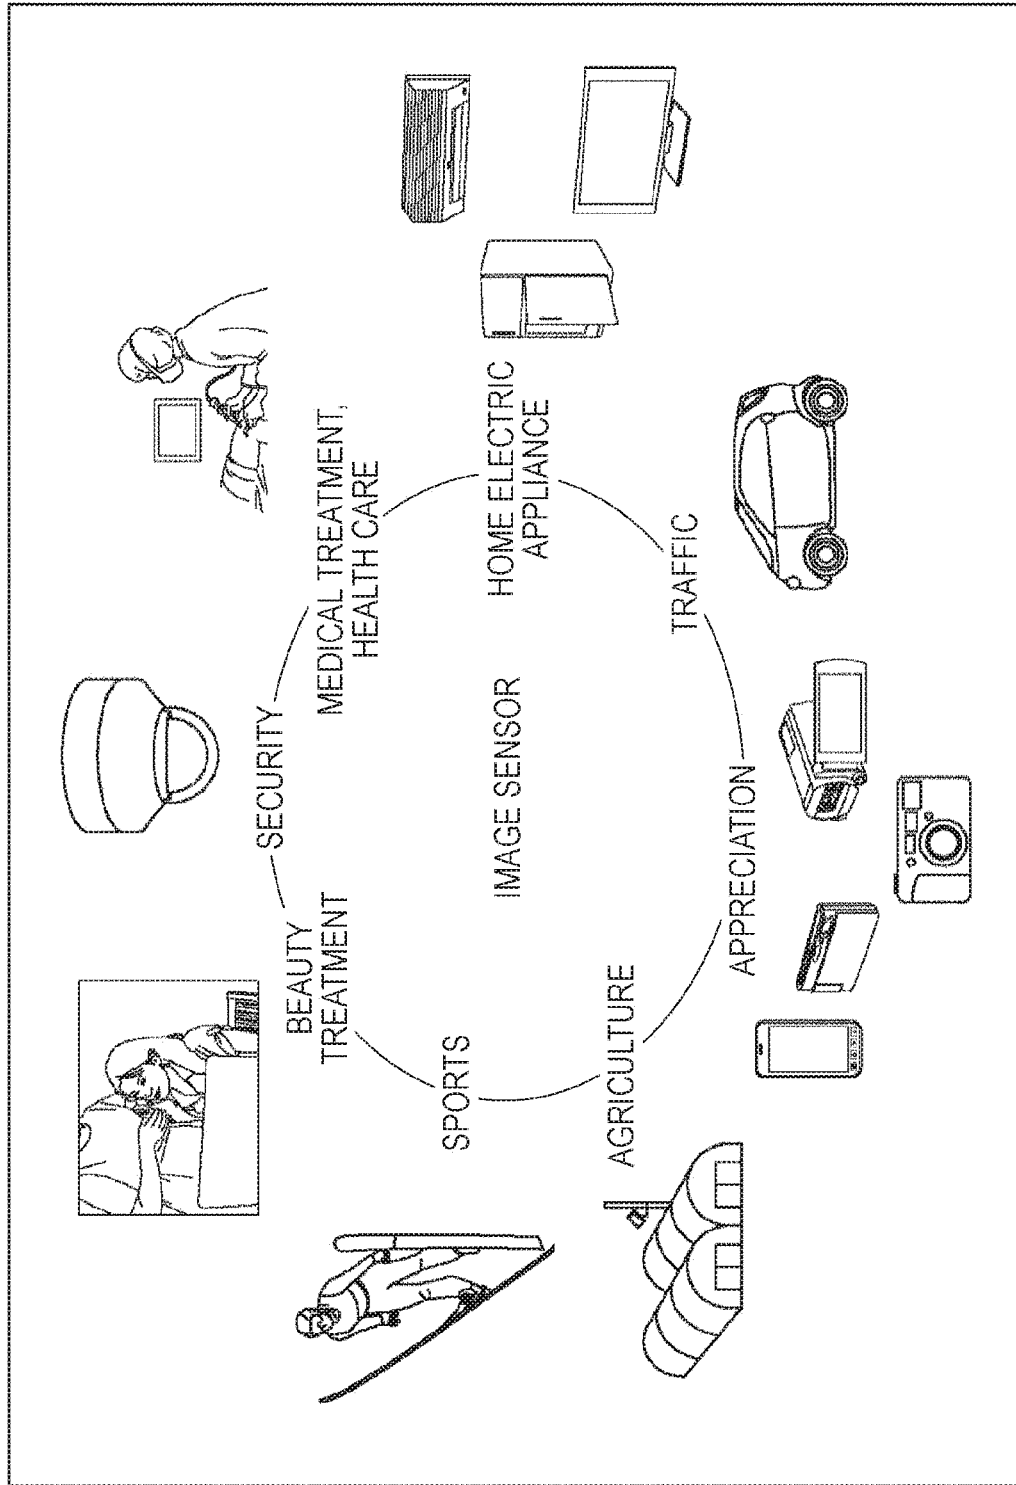 SECURITY
BEAUTY
TREATMENT
MEDICAL TREATMENT,
HEALTH CARE
SPORTS
IMAGE SENSOR
HOME ELECTRIC
APPLIANCE
AGRICULTURE
TRAFFIC
APPRECIATION